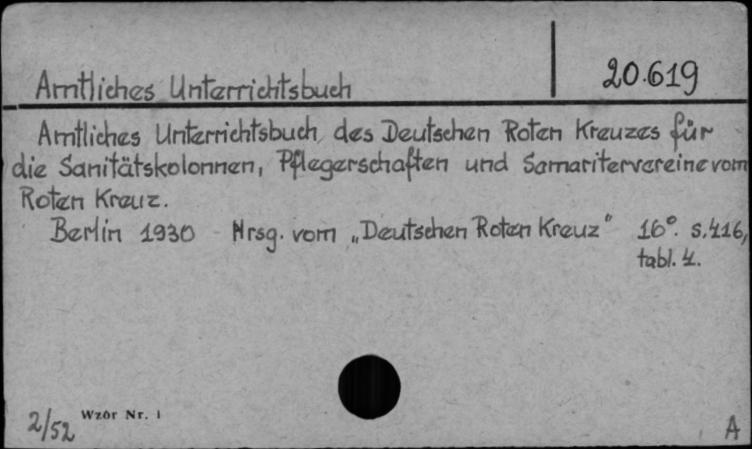 Amtliches Unterrichtsbuch 20.619
Amtliches Unterrichtsbuch des Deutschen Roten Kreuzes für
die Sanitätskolonnen, Pflegerschaften und Samaritervereine vom
Roten Kreuz.
Berlin 1930 Hrsg. vom „Deutschen Roten Kreuz" 16°. s. 416,
tabl. 4.
2/52 Wzór Nr. 1 A